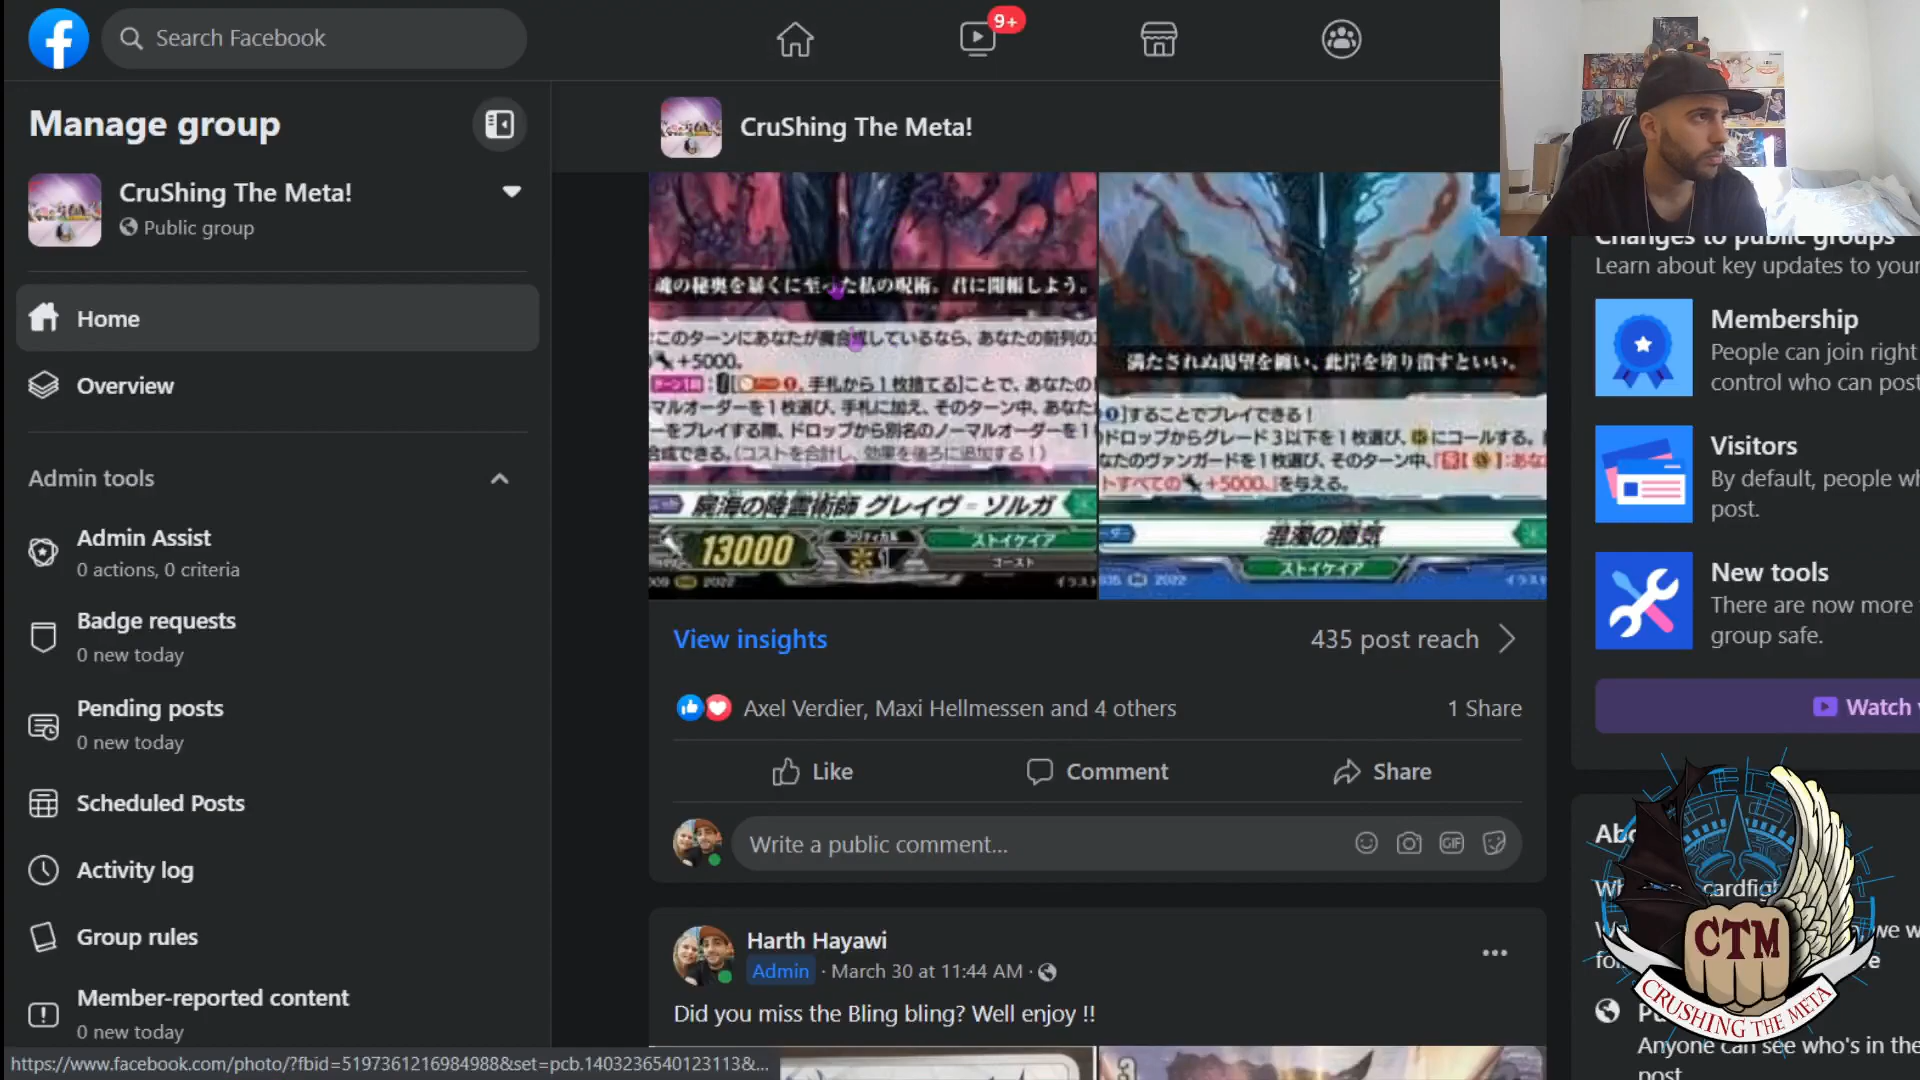 Search Facebook
9+
Manage group
CruShing The Meta!
Public group
Home
Overview
Admin tools
Admin Assist
0 actions, 0 criteria
Badge requests
0 new today
Pending posts
0 new today
Scheduled Posts
Activity log
Group rules
Member-reported content
0 new today
https://www.facebook.com/photo/?fbid=519736121698498&set=pcb.1403236540123113&...
CruShing The Meta!
魂の秘奥を暴くに至った私の呪術。君に開帳しよう。
このターンにあなたが魔合成しているなら、あなたの前列の
+5000。
ターン1回
手札から1枚捨てる]ことで、あなたの
マルオーダーを1枚選び、手札に加え、そのターン中、あなた
ーをプレイする際、ドロップから別名のノーマルオーダーを1
合成できる。(コストを合計し、効果を後ろに追加する!)
屍海の降霊術師 グレイヴ=ゾルガ
13000
1
ストイケイア
ゴースト
2022
満たされぬ渇望を纏い、此岸を塗り潰すといい。
]することでプレイできる!
ドロップからグレード3以下を1枚選び、
にコールする。
なたのヴァンガードを1枚選び、そのターン中、
すべての
+5000。』を与える。
混濁の瘴気
ストイケイア
2022
View insights
435 post reach
Axel Verdier, Maxi Hellmessen and 4 others
1 Share
Like
Comment
Share
Write a public comment...
GIF
Harth Hayawi
Admin · March 30 at 11:44 AM ·
Did you miss the Bling bling? Well enjoy !!
3
Changes to public groups
Learn about key updates to your
Membership
People can join right
control who can post
Visitors
By default, people wh
post.
New tools
There are now more
group safe.
Watch
cardfig
we w
Anyone can see who's in the
post
CTM
CRUSHING THE META